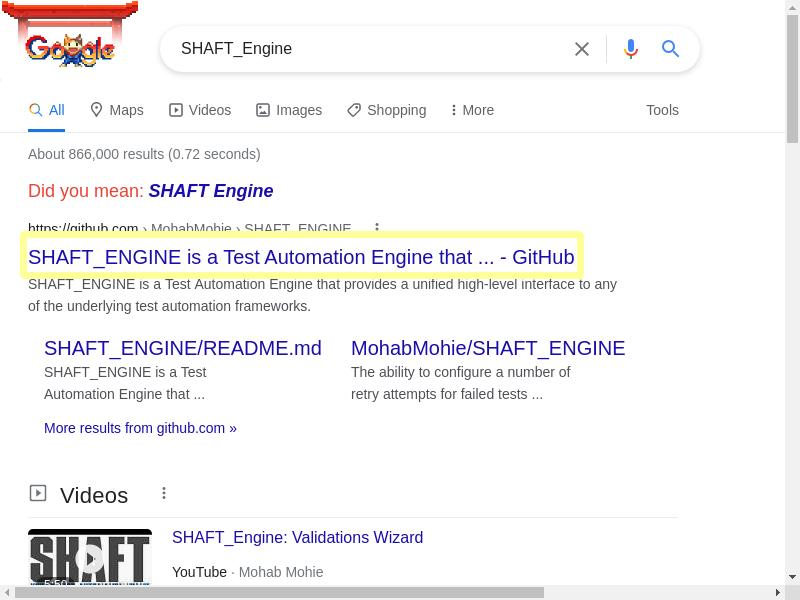 Google
SHAFT_Engine
All Maps Videos Images Shopping More Tools
About 866,000 results (0.72 seconds)
Did you mean: SHAFT Engine
https://github.com › MohabMohie › SHAFT_ENGINE
SHAFT_ENGINE is a Test Automation Engine that ... - GitHub
SHAFT_ENGINE is a Test Automation Engine that provides a unified high-level interface to any
of the underlying test automation frameworks.
SHAFT_ENGINE/README.md
SHAFT_ENGINE is a Test
Automation Engine that ...
MohabMohie/SHAFT_ENGINE
The ability to configure a number of
retry attempts for failed tests ...
More results from github.com »
Videos
SHAFT
5:50
SHAFT_Engine: Validations Wizard
YouTube · Mohab Mohie